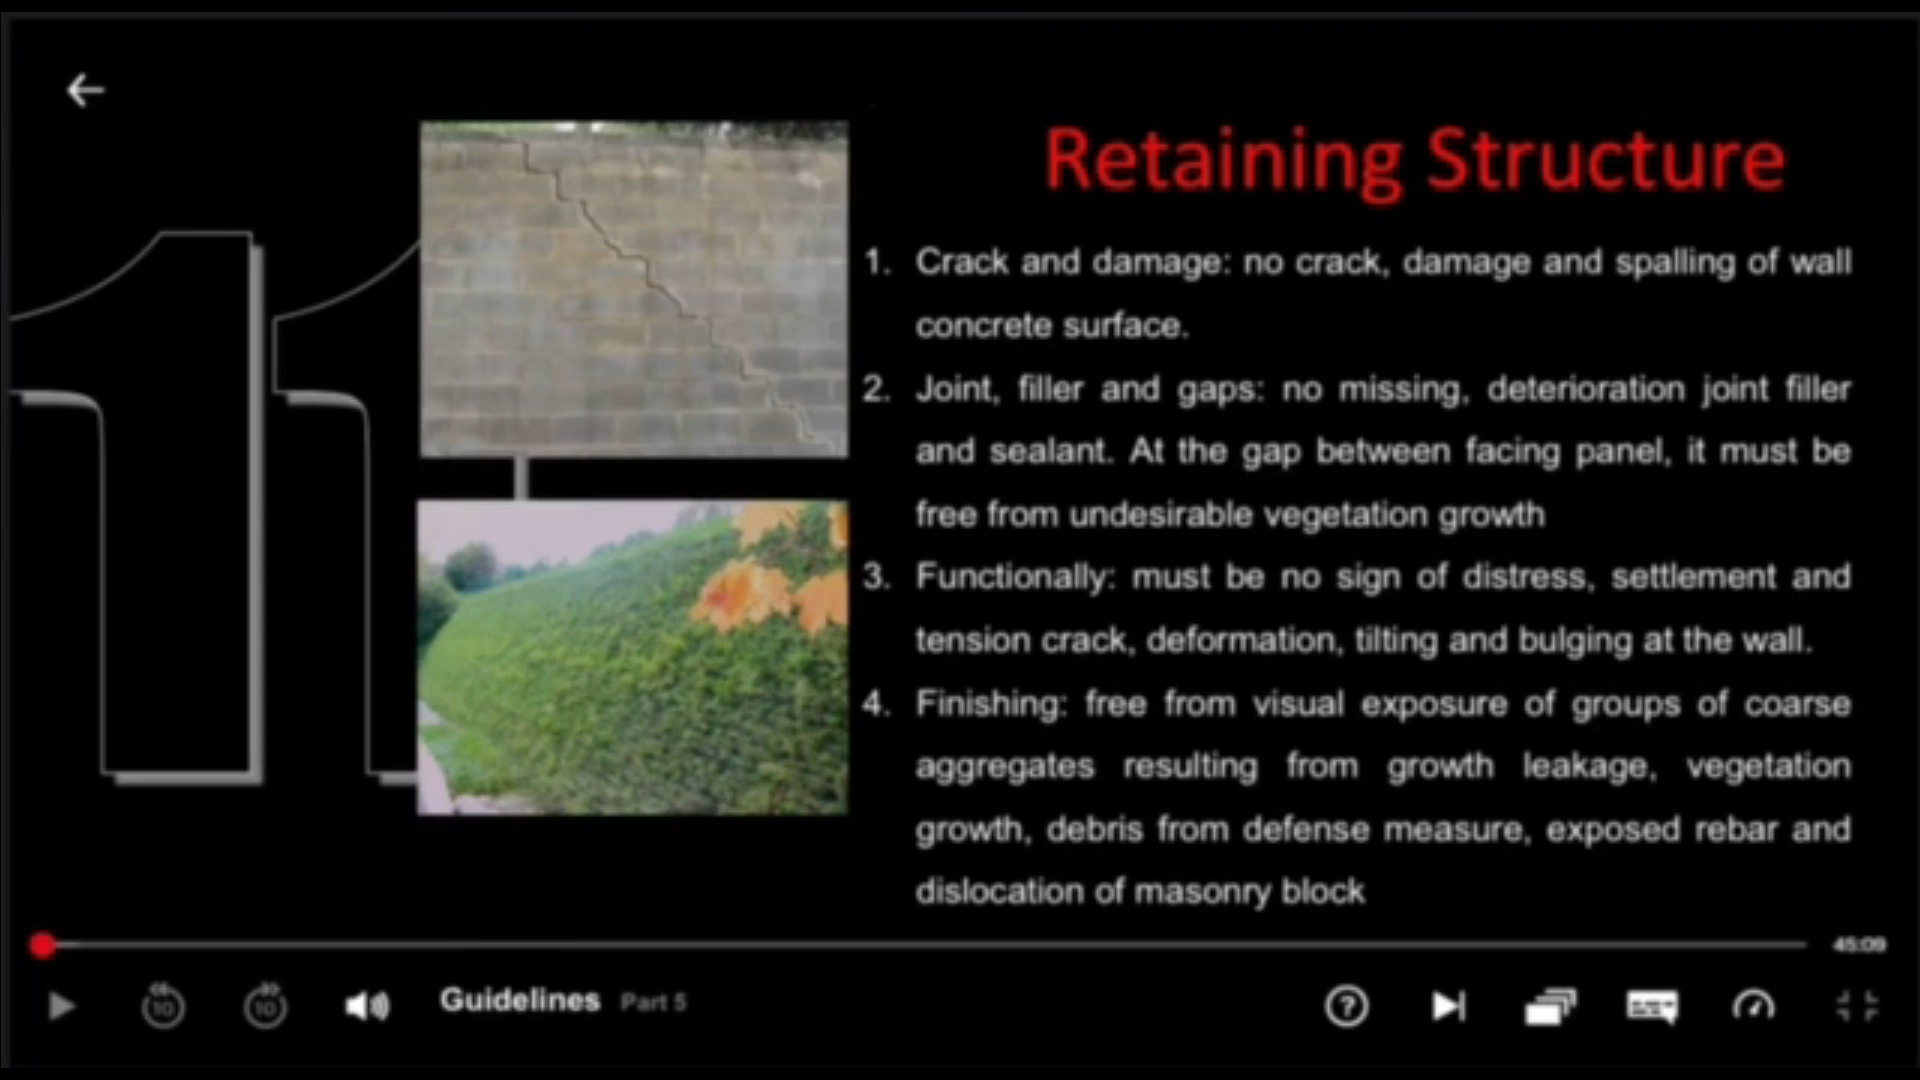 11
Retaining Structure
1. Crack and damage: no crack, damage and spalling of wall
concrete surface.
2. Joint, filler and gaps: no missing, deterioration joint filler
and sealant. At the gap between facing panel, it must be
free from undesirable vegetation growth
3. Functionally: must be no sign of distress, settlement and
tension crack, deformation, tilting and bulging at the wall.
4. Finishing: free from visual exposure of groups of coarse
aggregates resulting from growth leakage, vegetation
growth, debris from defense measure, exposed rebar and
dislocation of masonry block
45:09
10
10
Guidelines Part 5
?